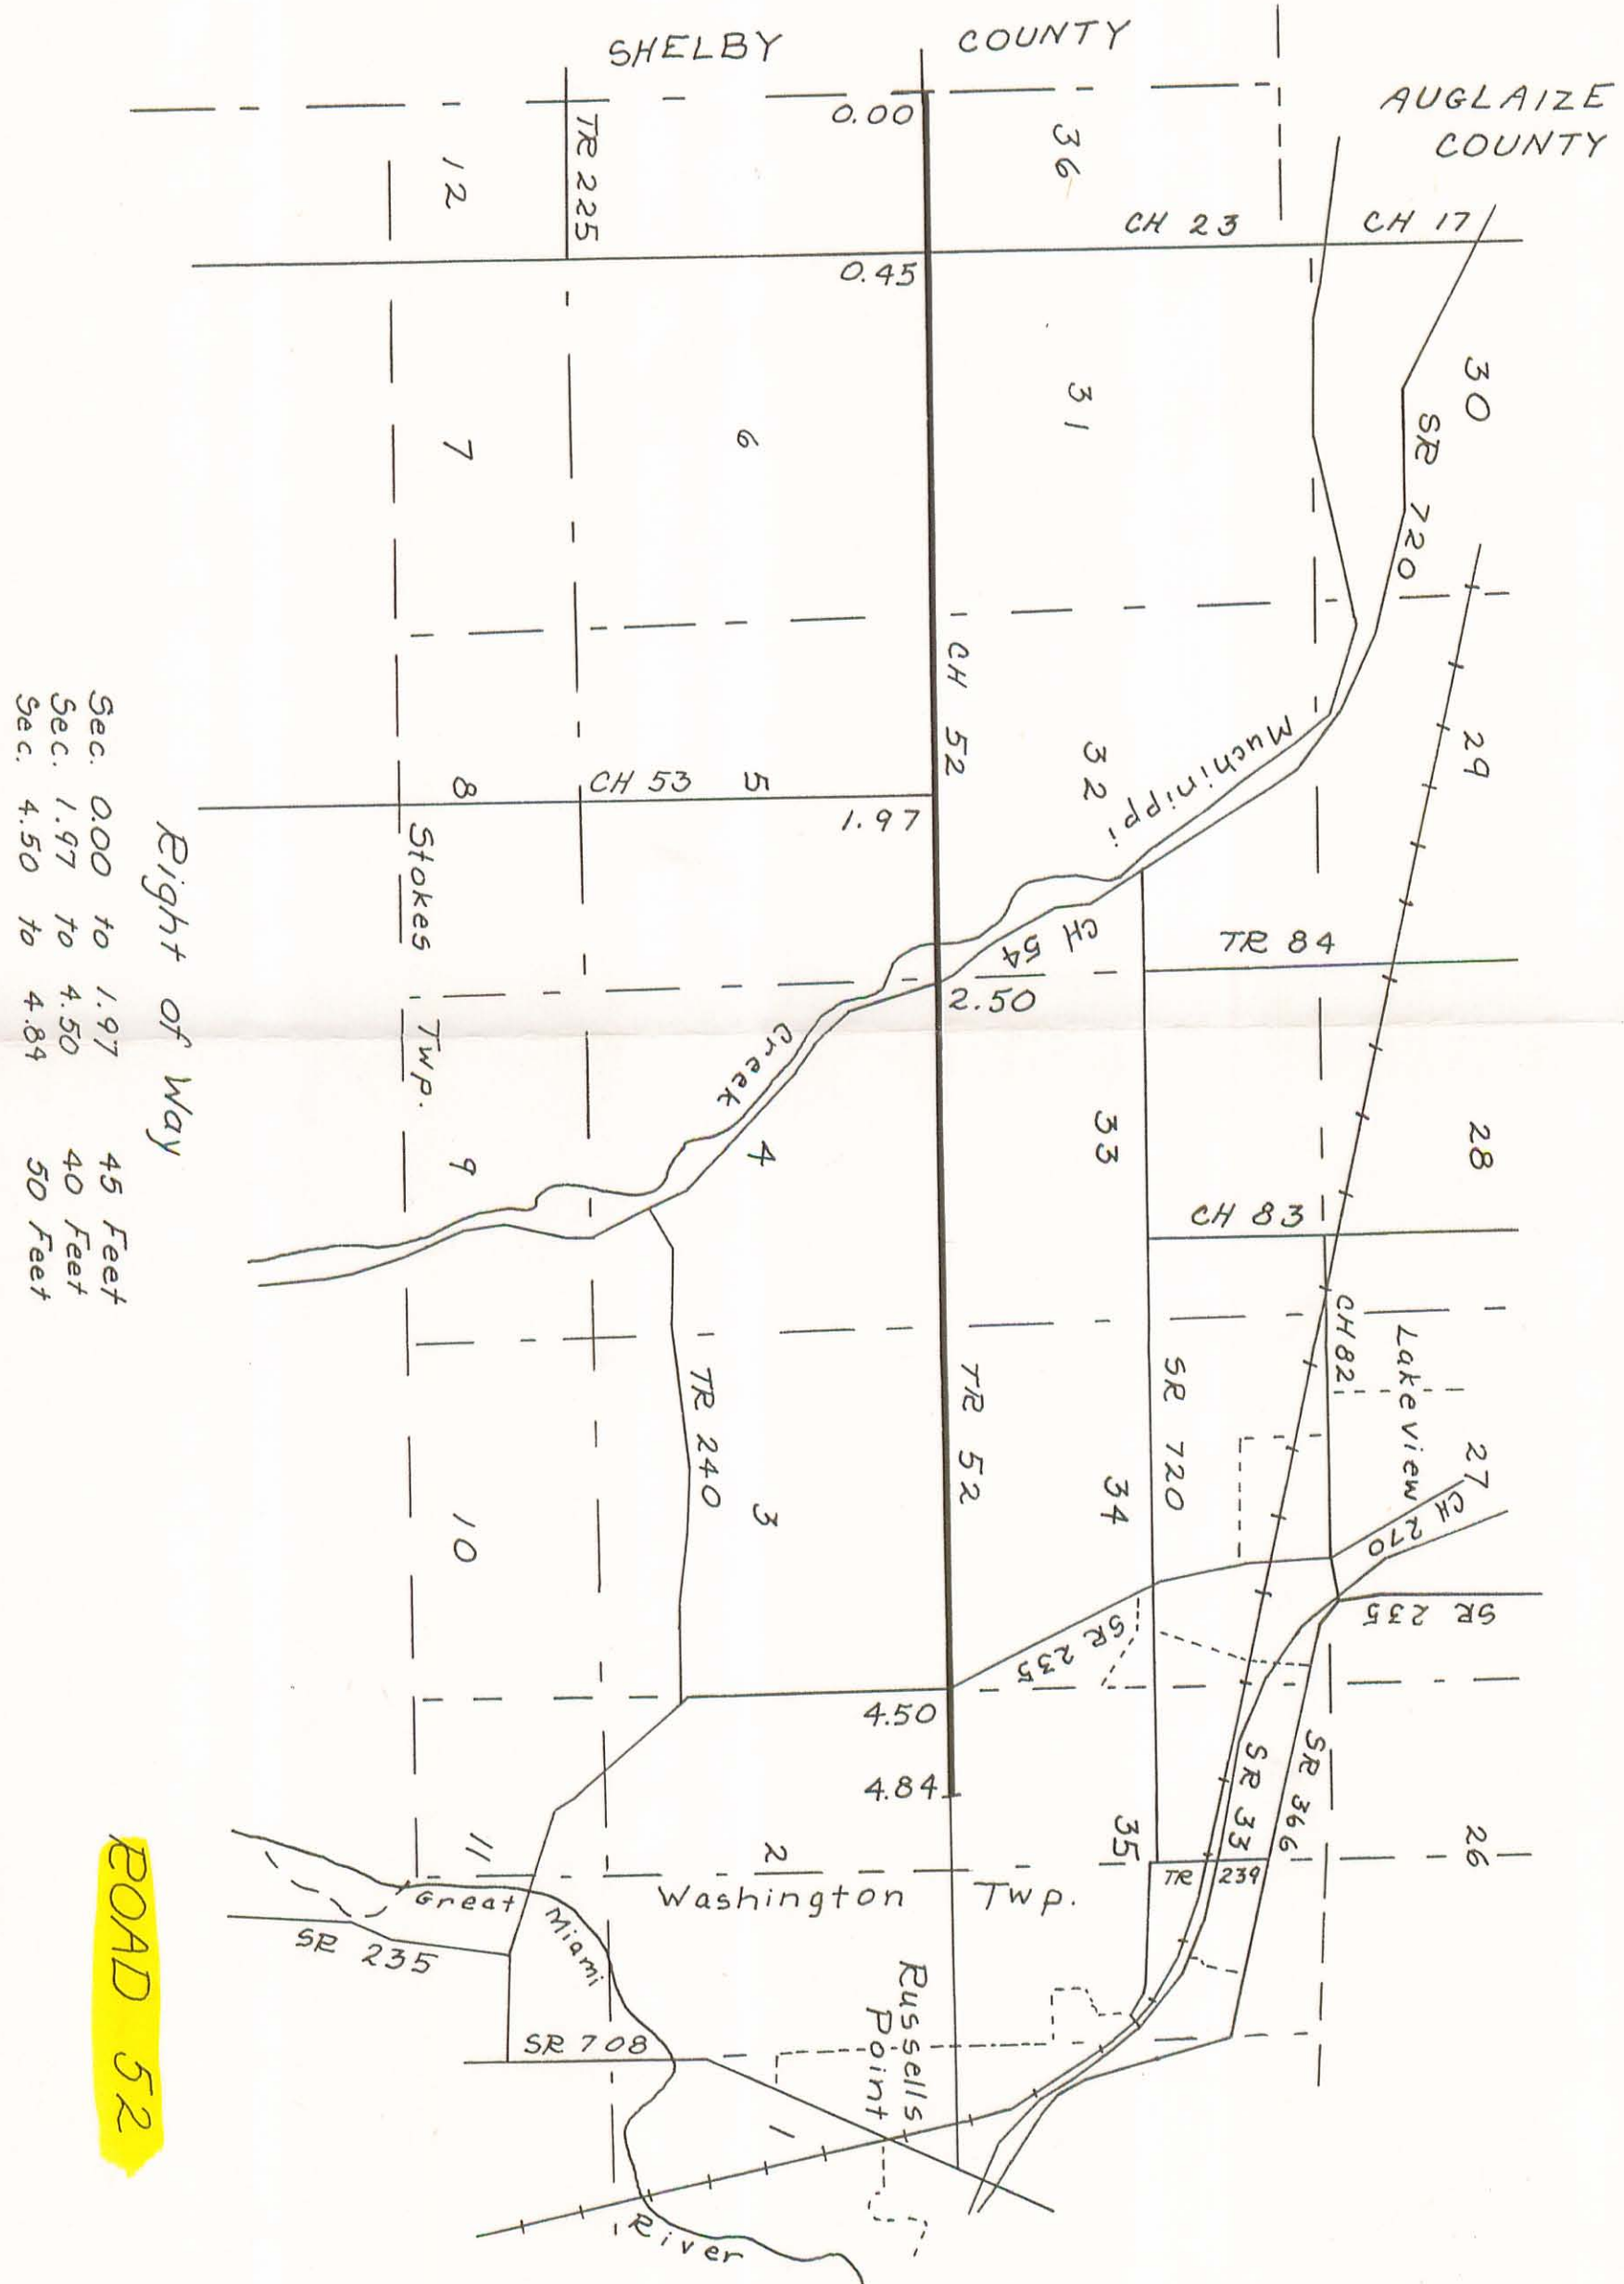 SHELBY COUNTY
AUGLAIZE
COUNTY
0.00
36
TR 225
12
CH 23
CH 17
0.45
30
31
SR 720
6
7
CH 52
29
32
Muchinippi
CH 53
5
8
1.97
Stokes Twp.
CH 54
TR 84
2.50
Creek
33
28
4
9
CH 83
CH 82
Lakeview
TR 240
TR 52
SR 720
27
CH 270
34
3
10
SR 235
SR 235
4.50
4.84
SR 33
SR 366
35
26
2
11
TR 239
Washington Twp.
Great
Miami
SR 235
Russells
Point
SR 708
1
River
Right of Way
Sec. 0.00 to 1.97 45 Feet
Sec. 1.97 to 4.50 40 Feet
Sec. 4.50 to 4.84 50 Feet
ROAD 52